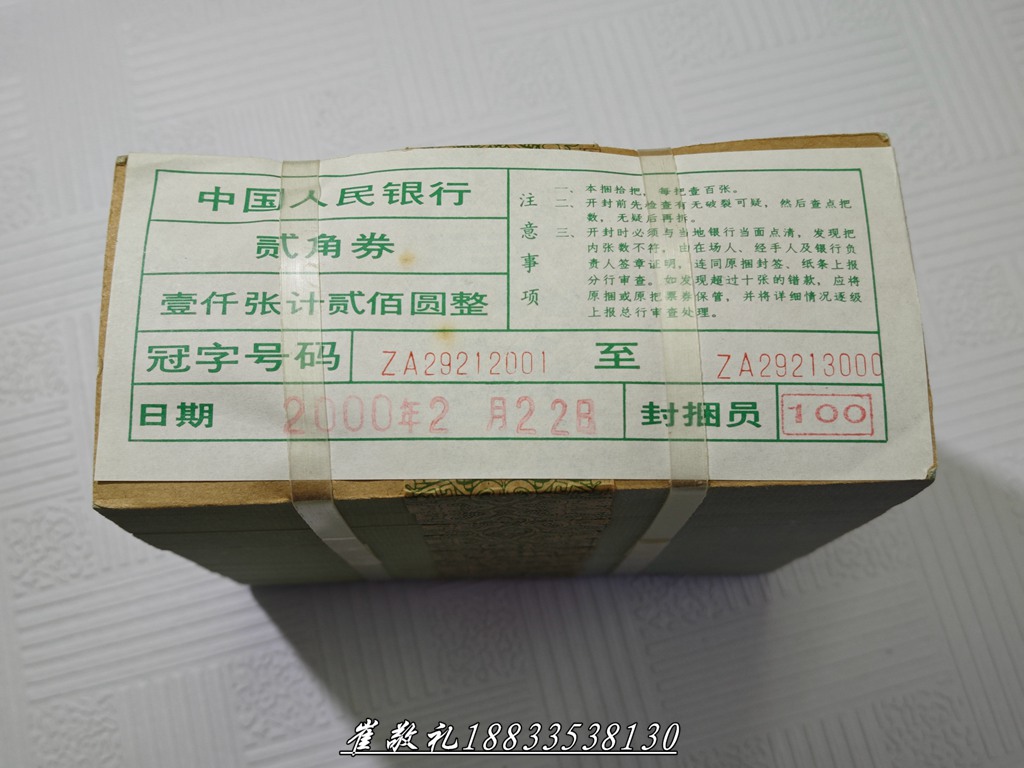 中国人民银行
贰角券
壹仟张计贰佰圆整
注意事项
一、本捆拾把，每把壹百张。
二、开封前先检查有无破裂可疑，然后查点把
数，无疑后再拆。
三、开封时必须与当地银行当面点清，发现把
内张数不符，由在场人、经手人及银行负
责人签章证明，连同原捆封签、纸条上报
分行审查。如发现超过十张的错款，应将
原捆或原把票券保管，并将详细情况逐级
上报总行审查处理。
冠字号码 ZA29212001 至 ZA29213000
日期 2000年2月22日 封捆员 100
崔敬礼18833538130